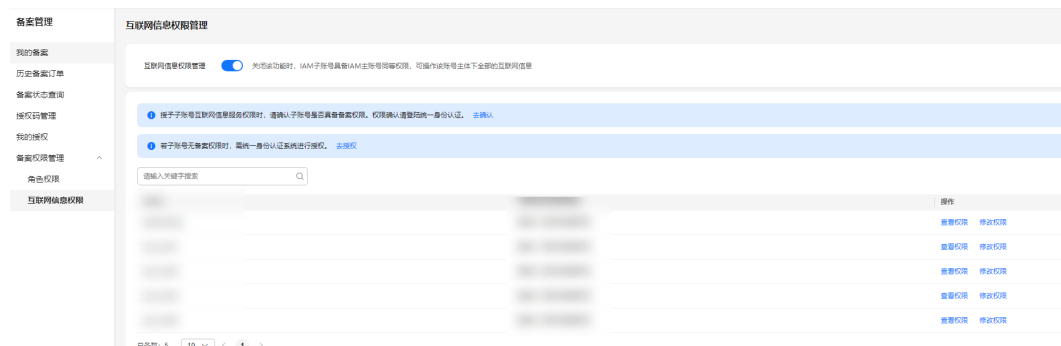 备案管理
我的备案
历史备案订单
备案状态查询
授权码管理
我的授权
备案权限管理
角色权限
互联网信息权限
互联网信息权限管理
互联网信息权限管理 关闭该功能时，IAM子账号具备IAM主账号同等权限，可操作该账号主体下全部的互联网信息
授予子账号互联网信息服务权限时，请确认子账号是否具备备案权限。权限确认请登陆统一身份认证。 去确认
若子账号无备案权限时，需统一身份认证系统进行授权。 去授权
请输入关键字搜索
操作
查看权限 修改权限
查看权限 修改权限
查看权限 修改权限
查看权限 修改权限
查看权限 修改权限
总条数：5 10 < 1 >